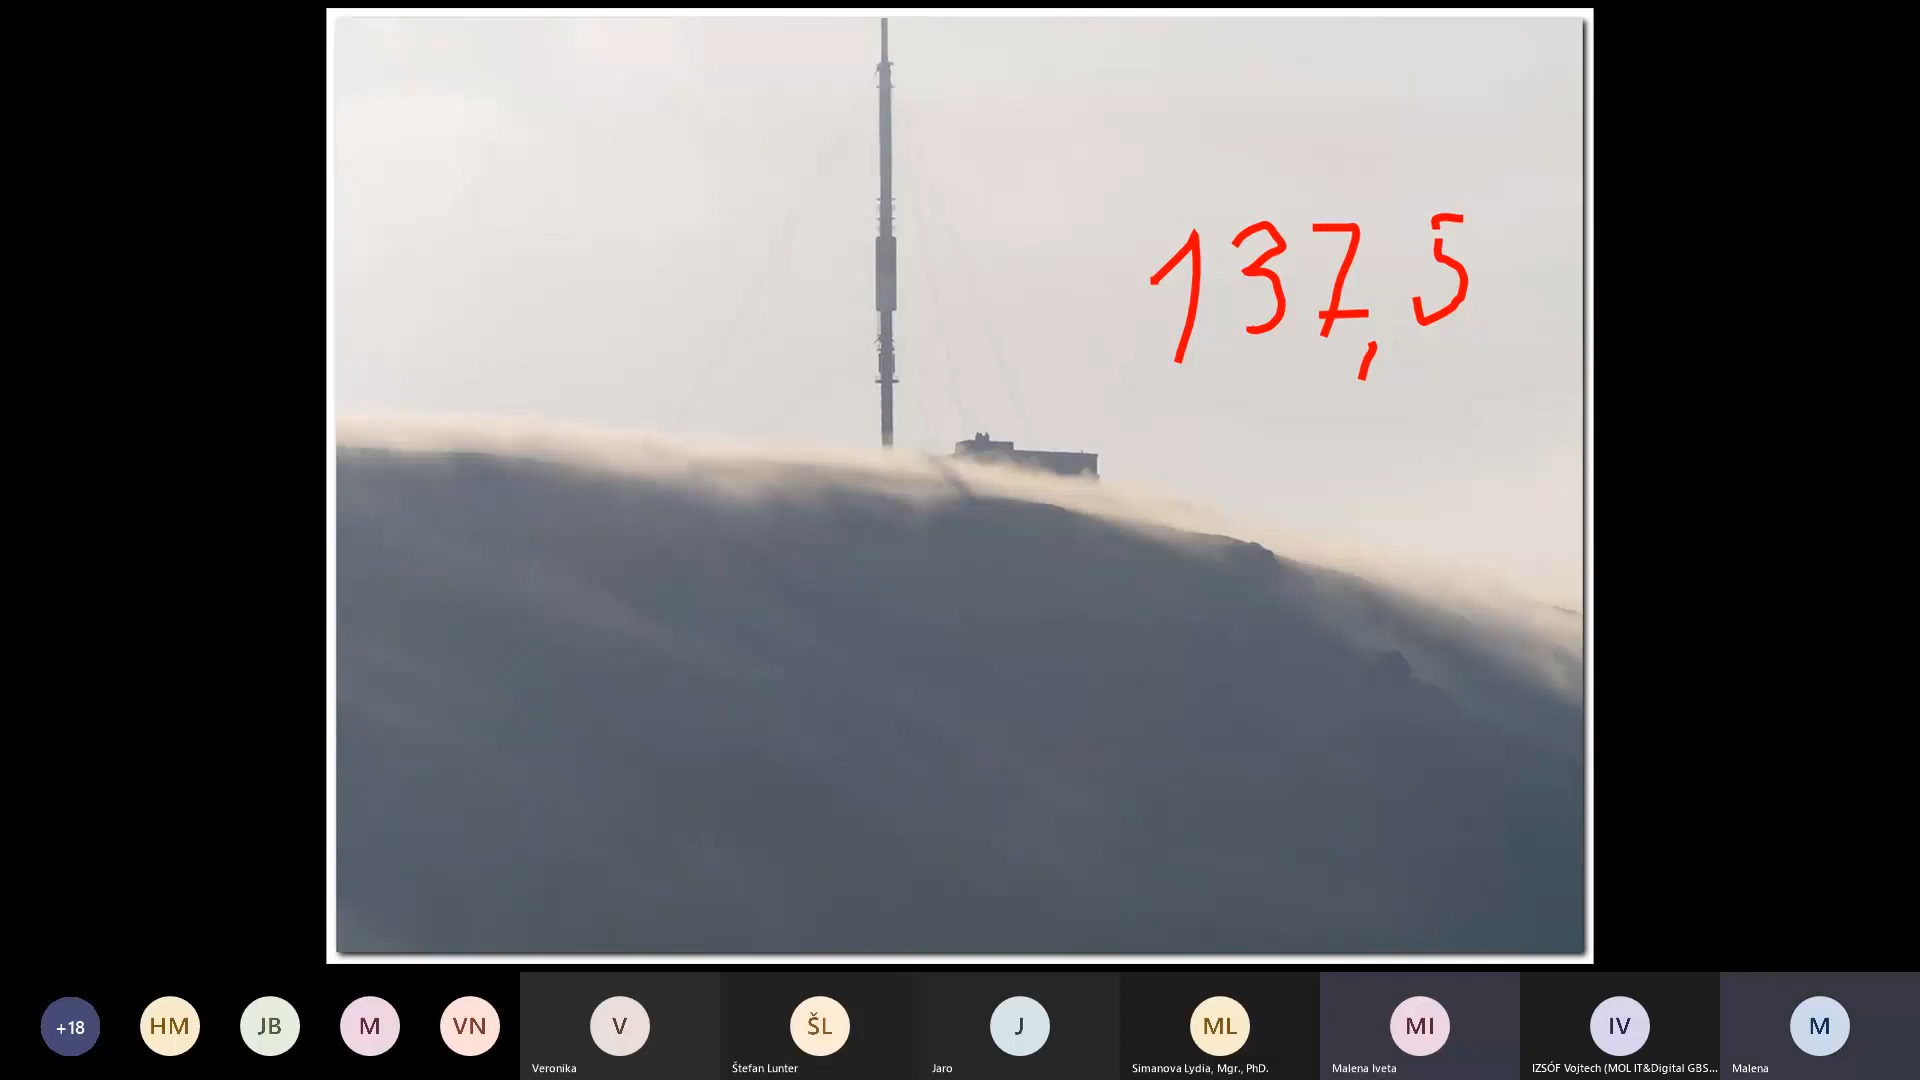 137,5
+18
HM
JB
M
VN
V
Veronika
ŠL
Štefan Lunter
J
Jaro
ML
Simanova Lydia, Mgr., PhD.
MI
Malena Iveta
IV
IZSÓF Vojtech (MOL IT&Digital GBS...
M
Malena